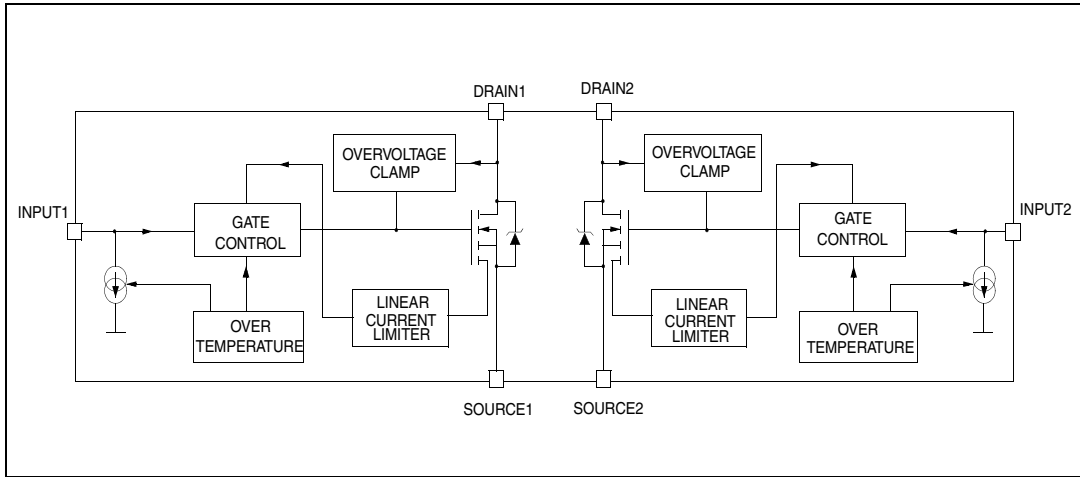 DRAIN1
DRAIN2
OVERVOLTAGE
CLAMP
OVERVOLTAGE
CLAMP
INPUT1
GATE
CONTROL
GATE
CONTROL
INPUT2
LINEAR
CURRENT
LIMITER
LINEAR
CURRENT
LIMITER
OVER
TEMPERATURE
OVER
TEMPERATURE
SOURCE1
SOURCE2